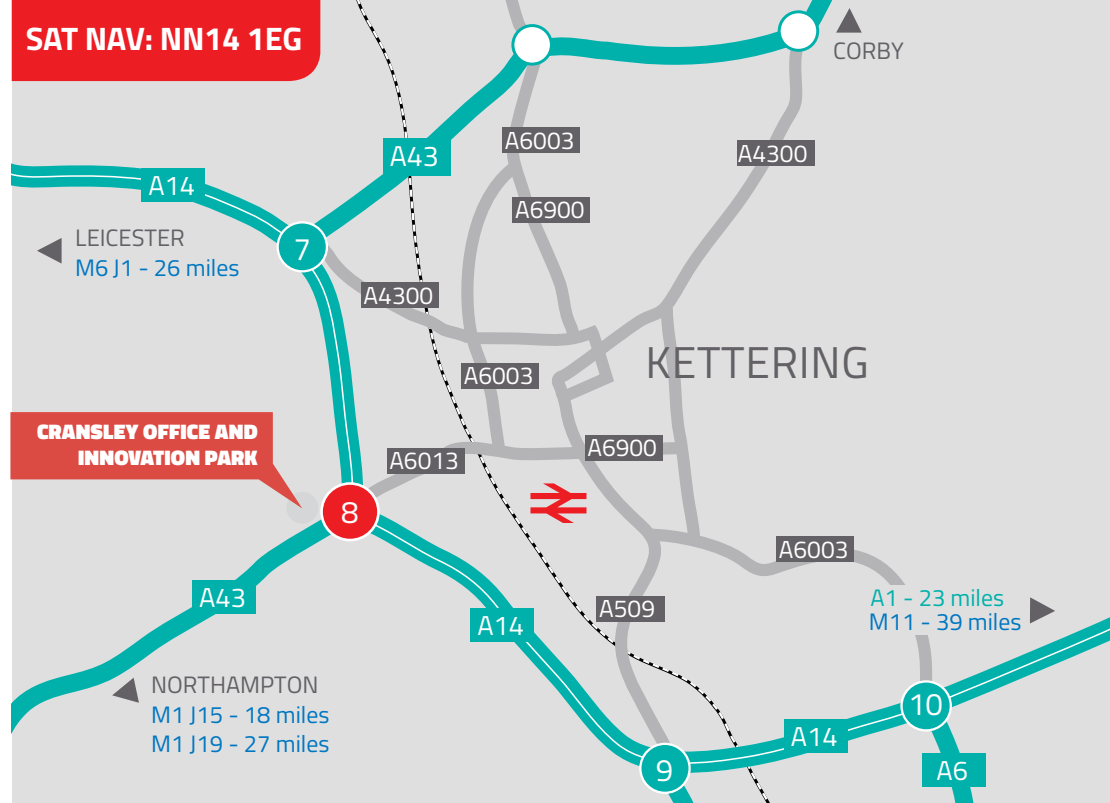 SAT NAV: NN14 1EG
CORBY
A6003
A4300
A43
A14
A6900
LEICESTER
M6 J1 - 26 miles
7
A4300
KETTERING
A6003
CRANSLEY OFFICE AND
INNOVATION PARK
A6900
A6013
8
A6003
A43
A14
A509
A1 - 23 miles
M11 - 39 miles
NORTHAMPTON
M1 J15 - 18 miles
M1 J19 - 27 miles
10
A14
9
A6